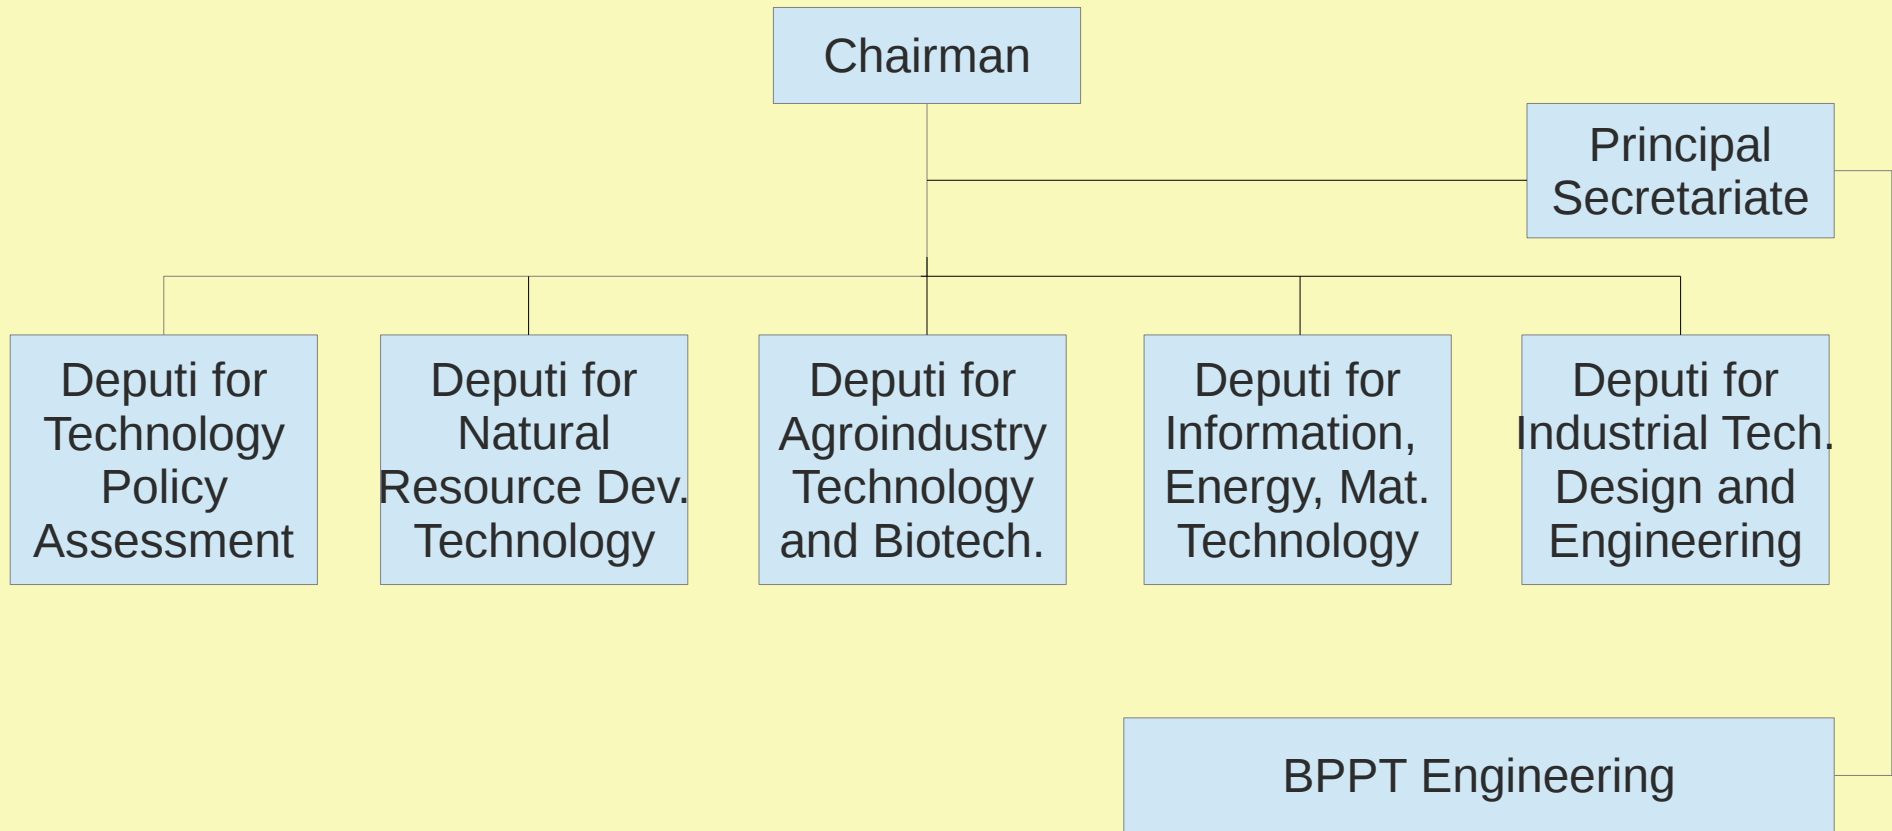 Chairman
Principal
Secretariate
Deputi for
Technology
Policy
Assessment
Deputi for
Natural
Resource Dev.
Technology
Deputi for
Agroindustry
Technology
and Biotech.
Deputi for
Information,
Energy, Mat.
Technology
Deputi for
Industrial Tech.
Design and
Engineering
BPPT Engineering